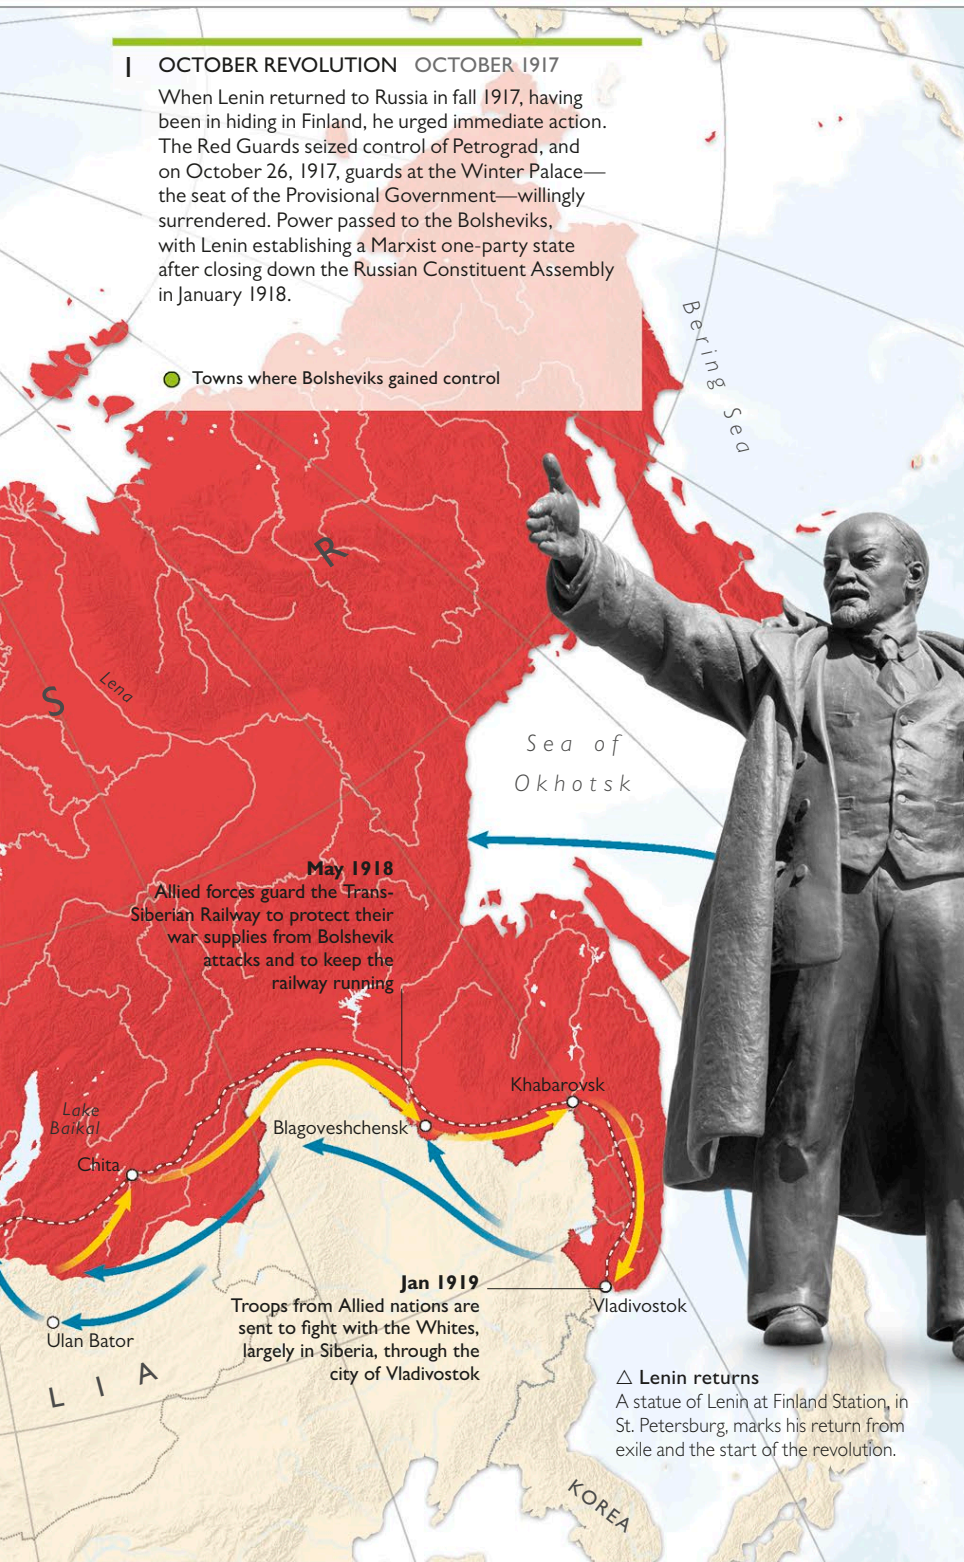 1 OCTOBER REVOLUTION OCTOBER 1917
When Lenin returned to Russia in fall 1917, having
been in hiding in Finland, he urged immediate action.
The Red Guards seized control of Petrograd, and
on October 26, 1917, guards at the Winter Palace—
the seat of the Provisional Government—willingly
surrendered. Power passed to the Bolsheviks,
with Lenin establishing a Marxist one-party state
after closing down the Russian Constituent Assembly
in January 1918.
Towns where Bolsheviks gained control
Bering Sea
R
S
Lena
Sea of
Okhotsk
May 1918
Allied forces guard the Trans-
Siberian Railway to protect their
war supplies from Bolshevik
attacks and to keep the
railway running
Khabarovsk
Lake
Baikal
Blagoveshchensk
Chita
Jan 1919
Troops from Allied nations are
sent to fight with the Whites,
largely in Siberia, through the
city of Vladivostok
Vladivostok
Ulan Bator
L I A
△ Lenin returns
A statue of Lenin at Finland Station, in
St. Petersburg, marks his return from
exile and the start of the revolution.
KOREA